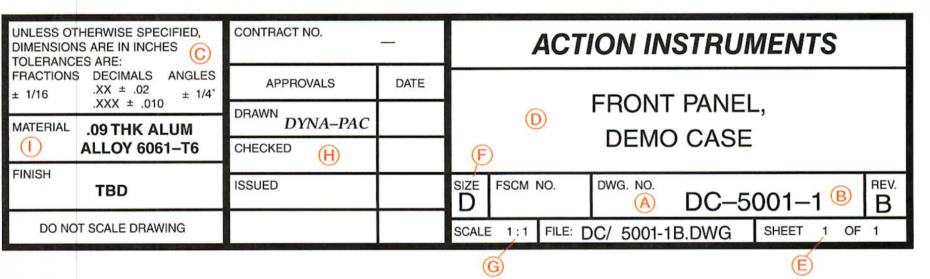 UNLESS OTHERWISE SPECIFIED,
DIMENSIONS ARE IN INCHES
TOLERANCES ARE:
C
FRACTIONS DECIMALS ANGLES
± 1/16 .XX ± .02 ± 1/4°
.XXX ± .010
MATERIAL .09 THK ALUM
I ALLOY 6061–T6
FINISH
TBD
DO NOT SCALE DRAWING
CONTRACT NO. —
APPROVALS DATE
DRAWN DYNA–PAC
CHECKED H
ISSUED
ACTION INSTRUMENTS
D
FRONT PANEL,
DEMO CASE
F
SIZE D
FSCM NO.
DWG. NO. A DC–5001–1 B
REV. B
SCALE 1:1 FILE: DC/ 5001-1B.DWG SHEET 1 OF 1
G E